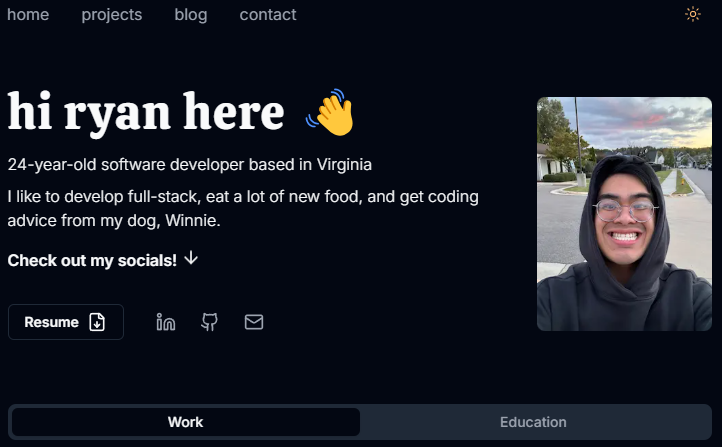 home projects blog contact
hi ryan here 👋
24-year-old software developer based in Virginia
I like to develop full-stack, eat a lot of new food, and get coding
advice from my dog, Winnie.
Check out my socials! ↓
Resume
Work Education